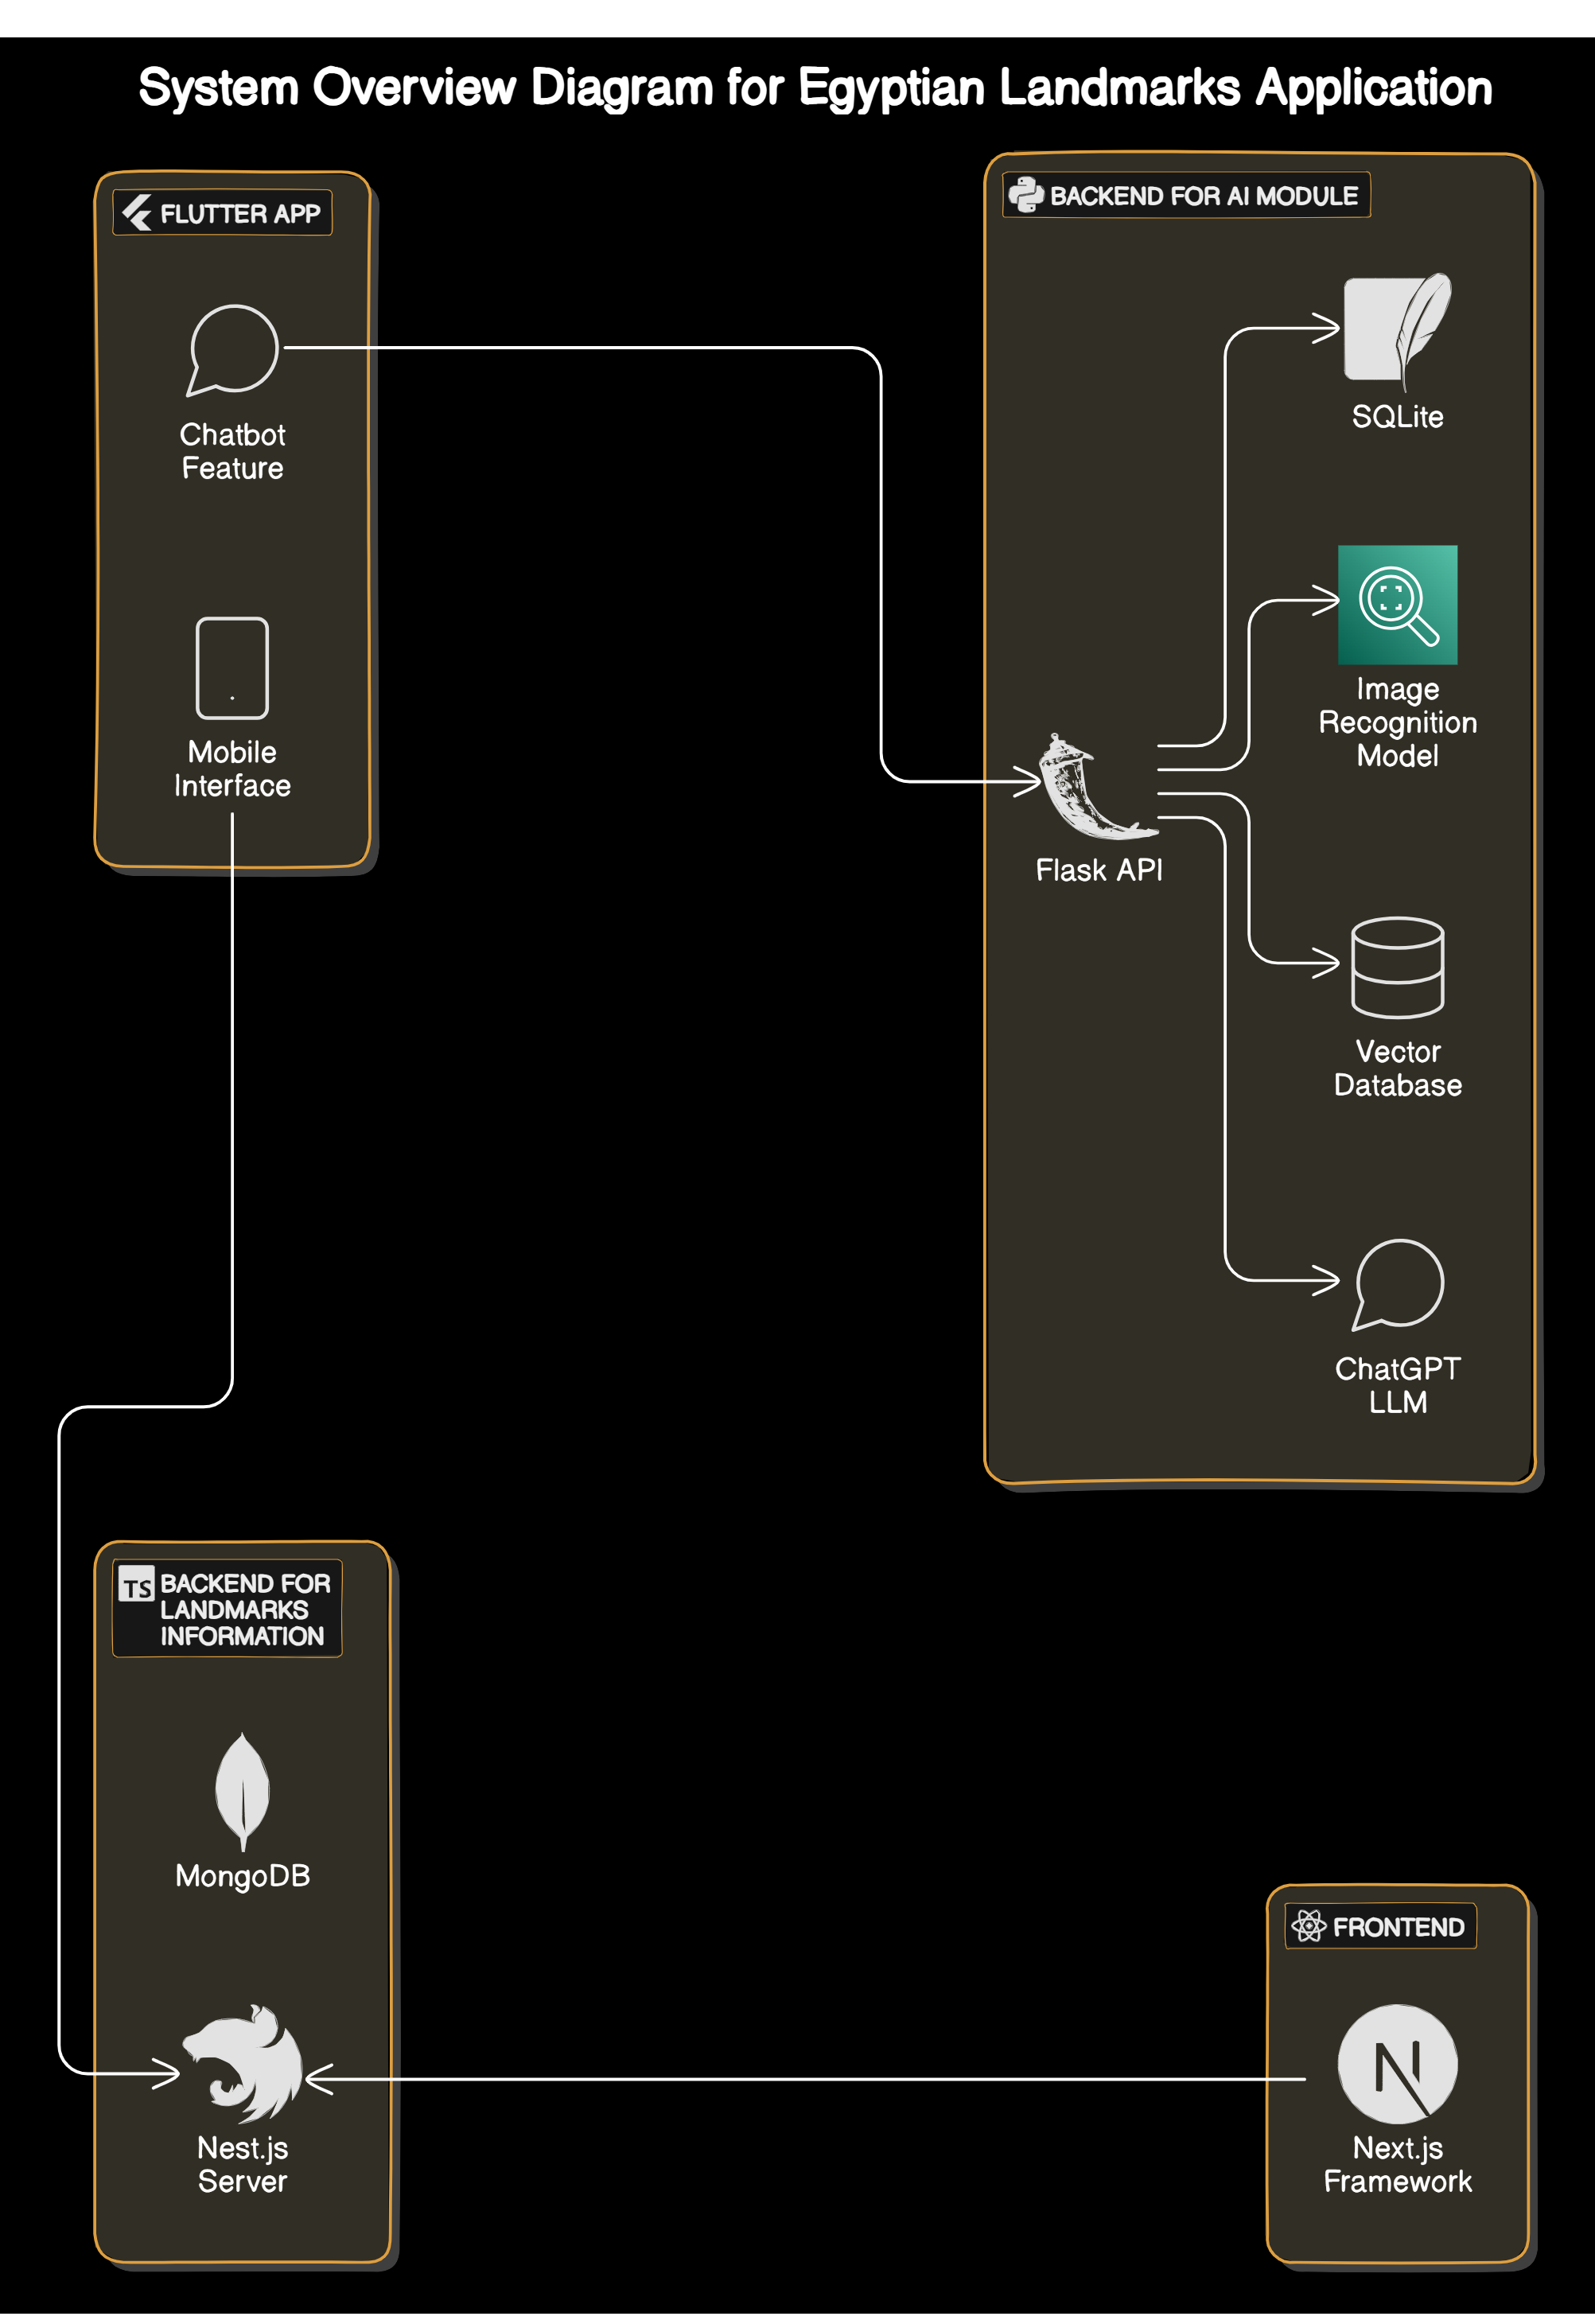 System Overview Diagram for Egyptian Landmarks Application
FLUTTER APP
Chatbot
Feature
Mobile
Interface
BACKEND FOR AI MODULE
SQLite
Image
Recognition
Model
Flask API
Vector
Database
ChatGPT
LLM
TS
BACKEND FOR
LANDMARKS
INFORMATION
MongoDB
Nest.js
Server
FRONTEND
N
Next.js
Framework